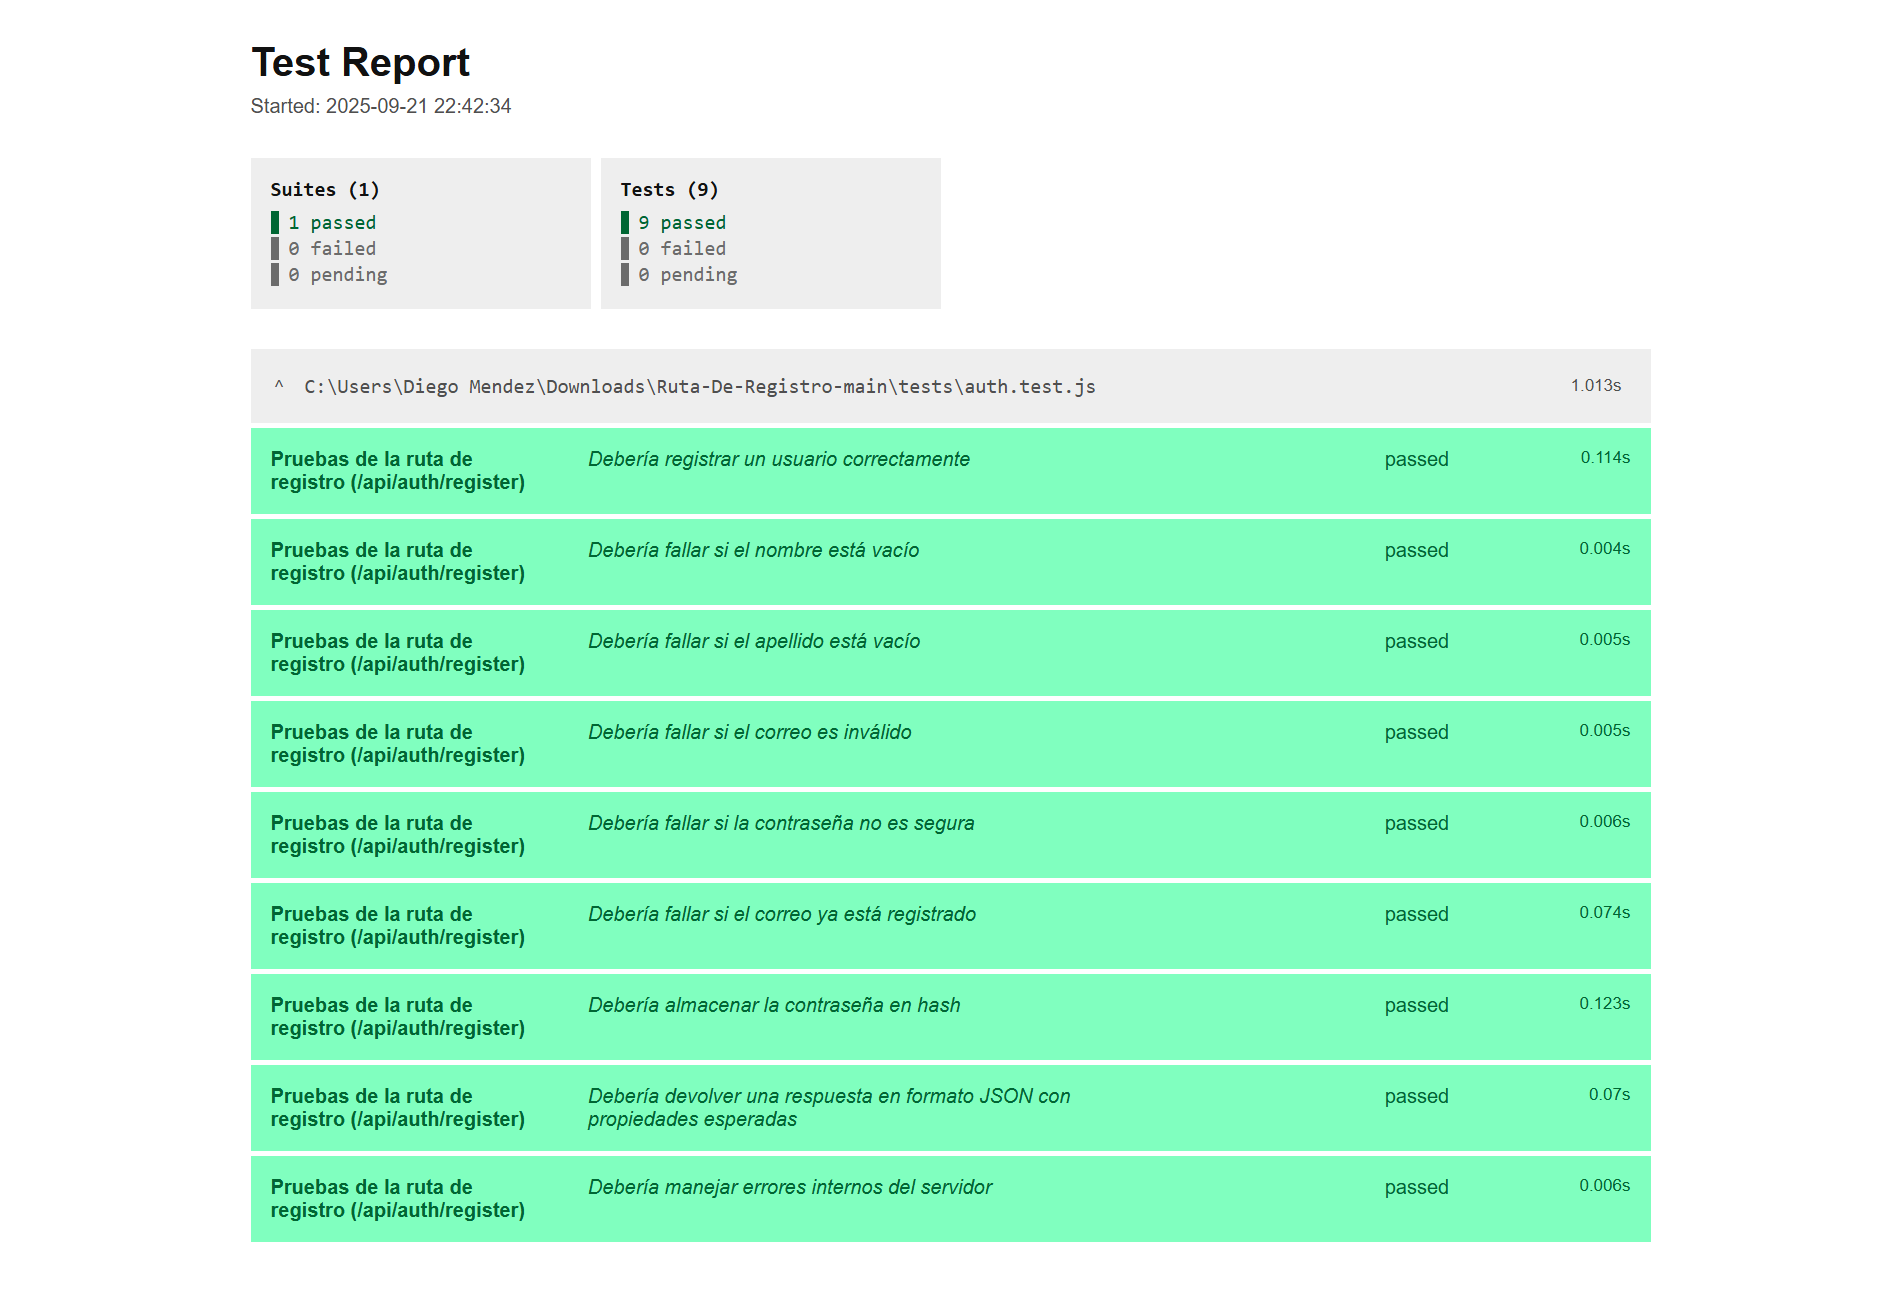 Test Report
Started: 2025-09-21 22:42:34
Suites (1)
1 passed
0 failed
0 pending
Tests (9)
9 passed
0 failed
0 pending
^ C:\Users\Diego Mendez\Downloads\Ruta-De-Registro-main\tests\auth.test.js 1.013s
Pruebas de la ruta de
registro (/api/auth/register)
Debería registrar un usuario correctamente
passed
0.114s
Pruebas de la ruta de
registro (/api/auth/register)
Debería fallar si el nombre está vacío
passed
0.004s
Pruebas de la ruta de
registro (/api/auth/register)
Debería fallar si el apellido está vacío
passed
0.005s
Pruebas de la ruta de
registro (/api/auth/register)
Debería fallar si el correo es inválido
passed
0.005s
Pruebas de la ruta de
registro (/api/auth/register)
Debería fallar si la contraseña no es segura
passed
0.006s
Pruebas de la ruta de
registro (/api/auth/register)
Debería fallar si el correo ya está registrado
passed
0.074s
Pruebas de la ruta de
registro (/api/auth/register)
Debería almacenar la contraseña en hash
passed
0.123s
Pruebas de la ruta de
registro (/api/auth/register)
Debería devolver una respuesta en formato JSON con
propiedades esperadas
passed
0.07s
Pruebas de la ruta de
registro (/api/auth/register)
Debería manejar errores internos del servidor
passed
0.006s